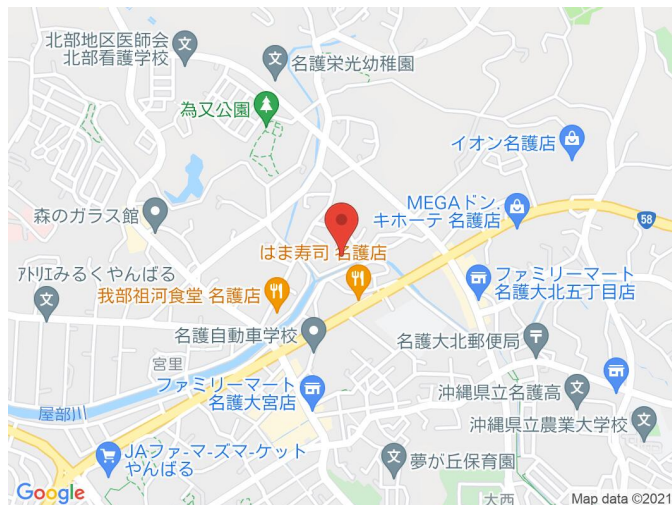 北部地区医師会
北部看護学校
名護栄光幼稚園
為又公園
イオン名護店
MEGAドン.
キホーテ 名護店
58
森のガラス館
はま寿司 名護店
ｱﾄﾘｴみるくやんばる
我部祖河食堂 名護店
ファミリーマート
名護大北五丁目店
名護自動車学校
名護大北郵便局
宮里
ファミリーマート
名護大宮店
屋部川
沖縄県立名護高
沖縄県立農業大学校
JAファ-マ-ズマ-ケット
やんばる
夢が丘保育園
大西
Google
Map data ©2021